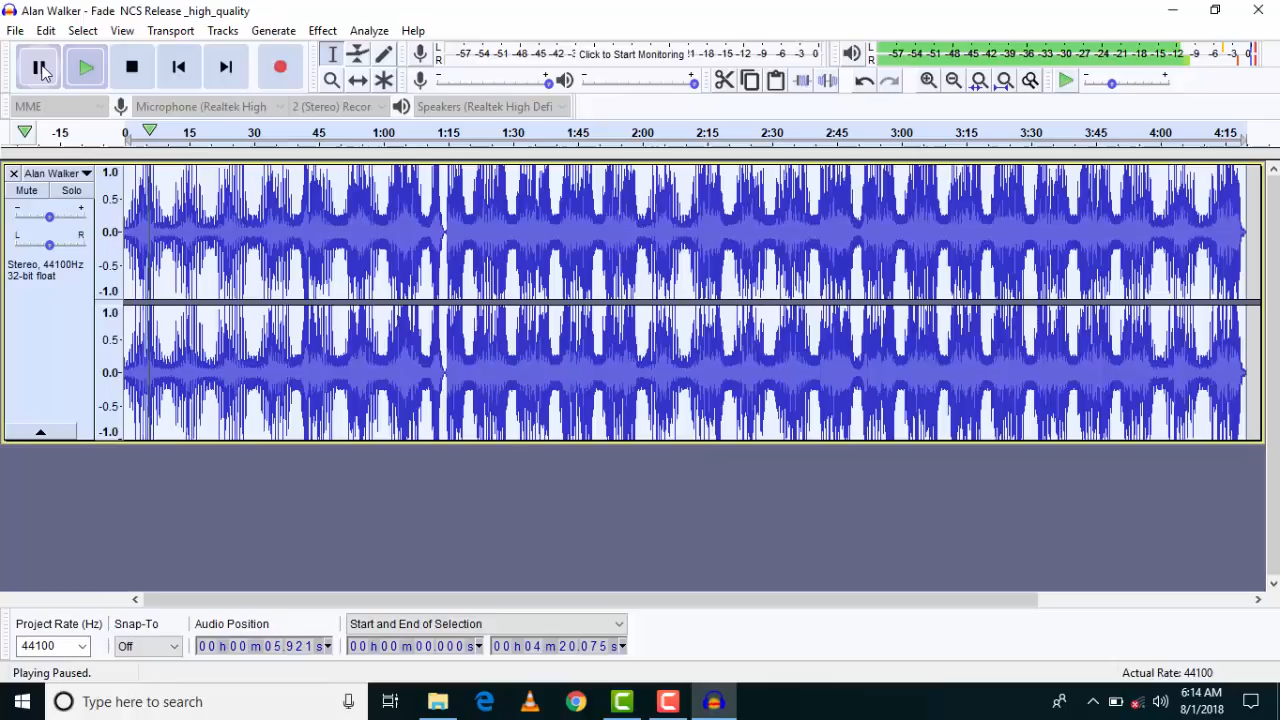 Alan Walker - Fade  NCS Release _high_quality
File Edit Select View Transport Tracks Generate Effect Analyze Help
L R -57 -54 -51 -48 -45 -42 -3 Click to Start Monitoring -18 -15 -12 -9 -6 -3 0
L R -57 -54 -51 -48 -45 -42 -39 -36 -33 -30 -27 -24 -21 -18 -15 -12 -9 -6 -3 0
MME Microphone (Realtek High 2 (Stereo) Recor Speakers (Realtek High Defi
-15 0 15 30 45 1:00 1:15 1:30 1:45 2:00 2:15 2:30 2:45 3:00 3:15 3:30 3:45 4:00 4:15
Alan Walker
Mute Solo
- +
L R
Stereo, 44100Hz
32-bit float
1.0
0.5
0.0
-0.5
-1.0
1.0
0.5
0.0
-0.5
-1.0
Project Rate (Hz) Snap-To Audio Position Start and End of Selection
44100 Off 00 h 00 m 05.921 s 00 h 00 m 00.000 s 00 h 04 m 20.075 s
Playing Paused. Actual Rate: 44100
Type here to search
6:14 AM
8/1/2018